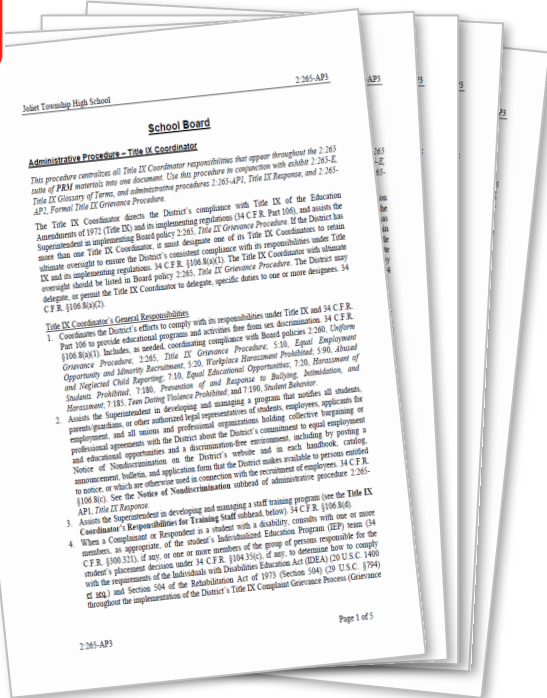 Joliet Township High School 2:265-AP3
School Board
Administrative Procedure – Title IX Coordinator
This procedure centralizes all Title IX Coordinator responsibilities that appear throughout the 2:265
suite of PRM materials into one document. Use this procedure in conjunction with exhibit 2:265-E,
Title IX Glossary of Terms, and administrative procedures 2:265-AP1, Title IX Response, and 2:265-
AP2, Formal Title IX Grievance Procedure.
The Title IX Coordinator directs the District's compliance with Title IX of the Education
Amendments of 1972 (Title IX) and its implementing regulations (34 C.F.R. Part 106), and assists the
Superintendent in implementing Board policy 2:265, Title IX Grievance Procedure. If the District has
more than one Title IX Coordinator, it must designate one of its Title IX Coordinators to retain
ultimate oversight to ensure the District's consistent compliance with its responsibilities under Title
IX and its implementing regulations. 34 C.F.R. §106.8(a)(1). The Title IX Coordinator with ultimate
oversight should be listed in Board policy 2:265, Title IX Grievance Procedure. The District may
delegate, or permit the Title IX Coordinator to delegate, specific duties to one or more designees. 34
C.F.R. §106.8(a)(2).
Title IX Coordinator's General Responsibilities
1. Coordinates the District's efforts to comply with its responsibilities under Title IX and 34 C.F.R.
Part 106 to provide educational programs and activities free from sex discrimination. 34 C.F.R.
§106.8(a)(1). Includes, as needed, coordinating compliance with Board policies 2:260, Uniform
Grievance Procedure, 2:265, Title IX Grievance Procedure; 5:10, Equal Employment
Opportunity and Minority Recruitment; 5:20, Workplace Harassment Prohibited; 5:90, Abused
and Neglected Child Reporting; 7:10, Equal Educational Opportunities; 7:20, Harassment of
Students Prohibited; 7:180, Prevention of and Response to Bullying, Intimidation, and
Harassment; 7:185, Teen Dating Violence Prohibited; and 7:190, Student Behavior.
2. Assists the Superintendent in developing and managing a program that notifies all students,
parents/guardians, or other authorized legal representatives of students, employees, applicants for
employment, and all unions and professional organizations holding collective bargaining or
professional agreements with the District about the District's commitment to equal employment
and educational opportunities and a discrimination-free environment, including by posting a
Notice of Nondiscrimination on the District's website and in each handbook, catalog,
announcement, bulletin, and application form that the District makes available to persons entitled
to notice, or which are otherwise used in connection with the recruitment of employees. 34 C.F.R.
§106.8(c). See the Notice of Nondiscrimination subhead of administrative procedure 2:265-
AP1, Title IX Response.
3. Assists the Superintendent in developing and managing a staff training program (see the Title IX
Coordinator's Responsibilities for Training Staff subhead, below). 34 C.F.R. §106.8(d).
4. When a Complainant or Respondent is a student with a disability, consults with one or more
members, as appropriate, of the student's Individualized Education Program (IEP) team (34
C.F.R. §300.321), if any, or one or more members of the group of persons responsible for the
student's placement decision under 34 C.F.R. §104.35(c), if any, to determine how to comply
with the requirements of the Individuals with Disabilities Education Act (IDEA) (20 U.S.C. 1400
et seq.) and Section 504 of the Rehabilitation Act of 1973 (Section 504) (29 U.S.C. §794)
throughout the implementation of the District's Title IX Complaint Grievance Process (Grievance
2:265-AP3 Page 1 of 5